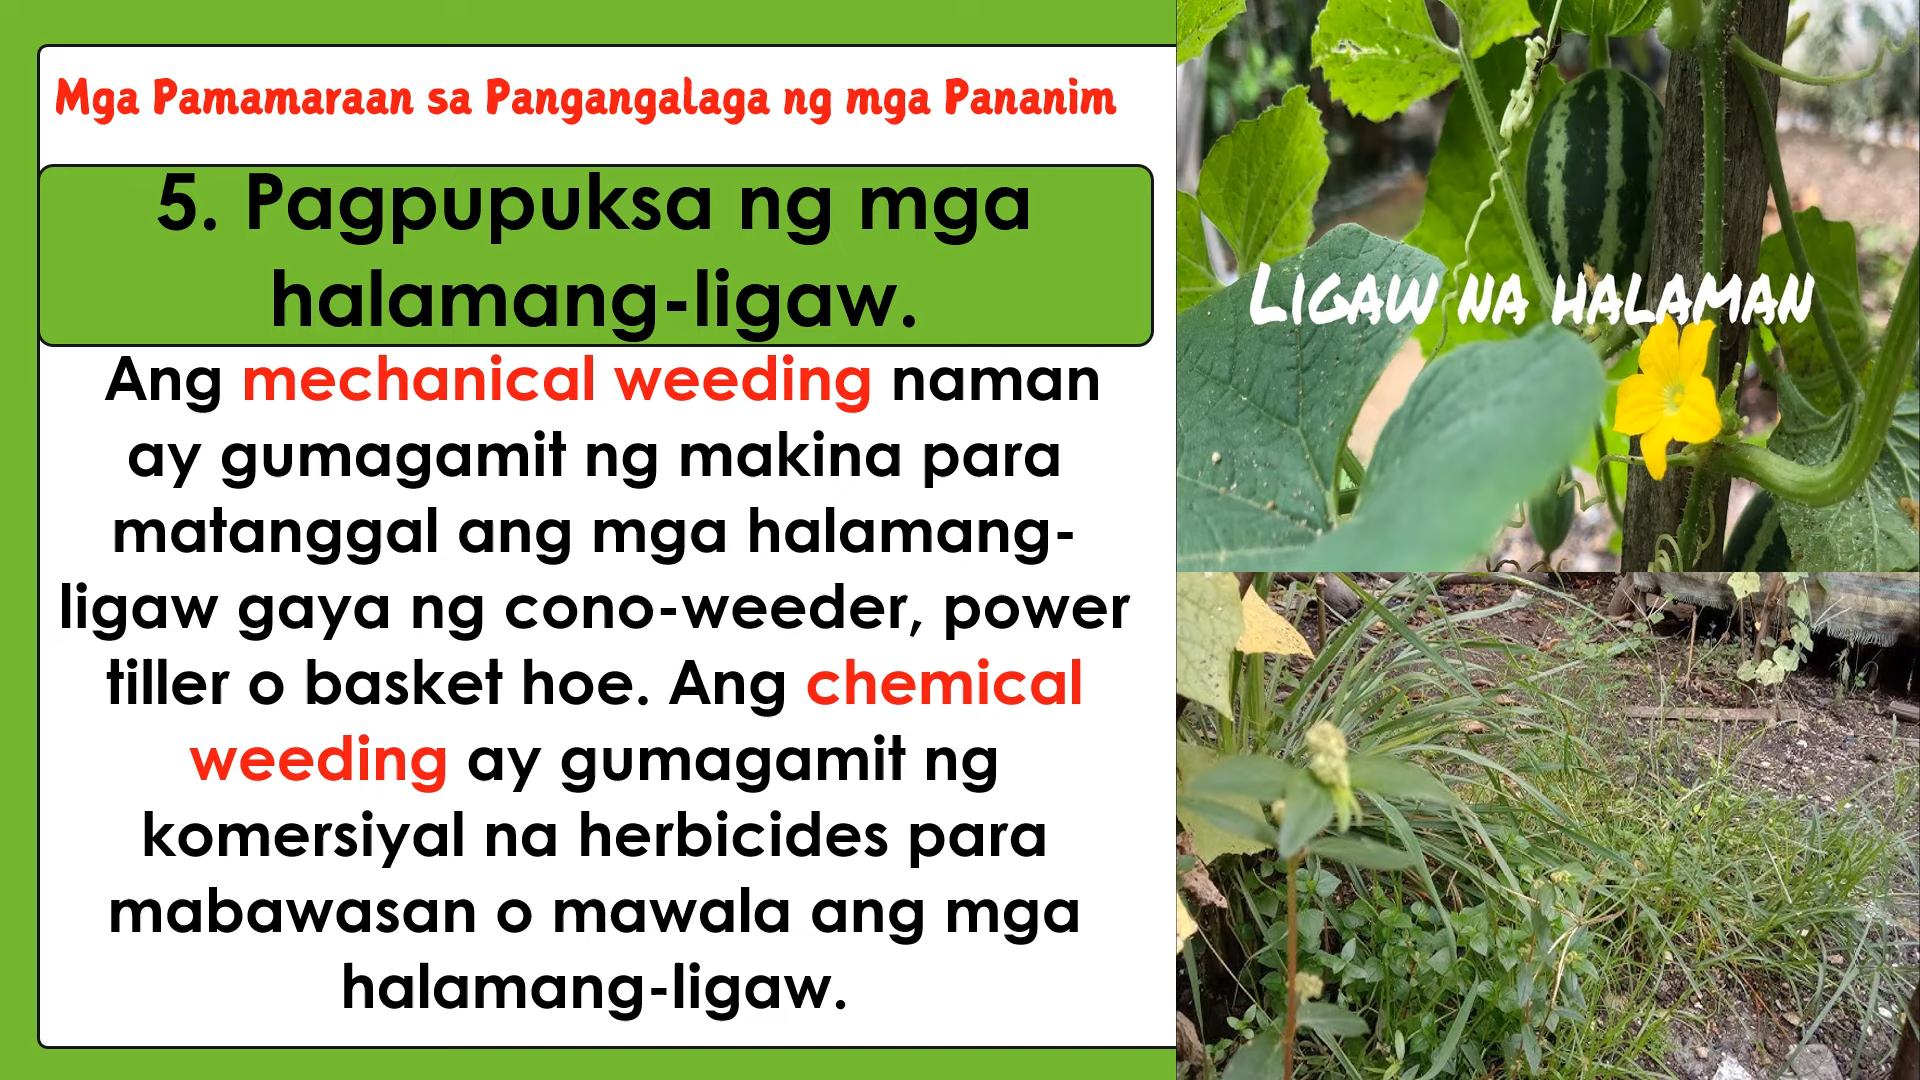 Mga Pamamaraan sa Pangangalaga ng mga Pananim
5. Pagpupuksa ng mga
halamang-ligaw.
Ang mechanical weeding naman
ay gumagamit ng makina para
matanggal ang mga halamang-
ligaw gaya ng cono-weeder, power
tiller o basket hoe. Ang chemical
weeding ay gumagamit ng
komersiyal na herbicides para
mabawasan o mawala ang mga
halamang-ligaw.
LIGAW NA HALAMAN